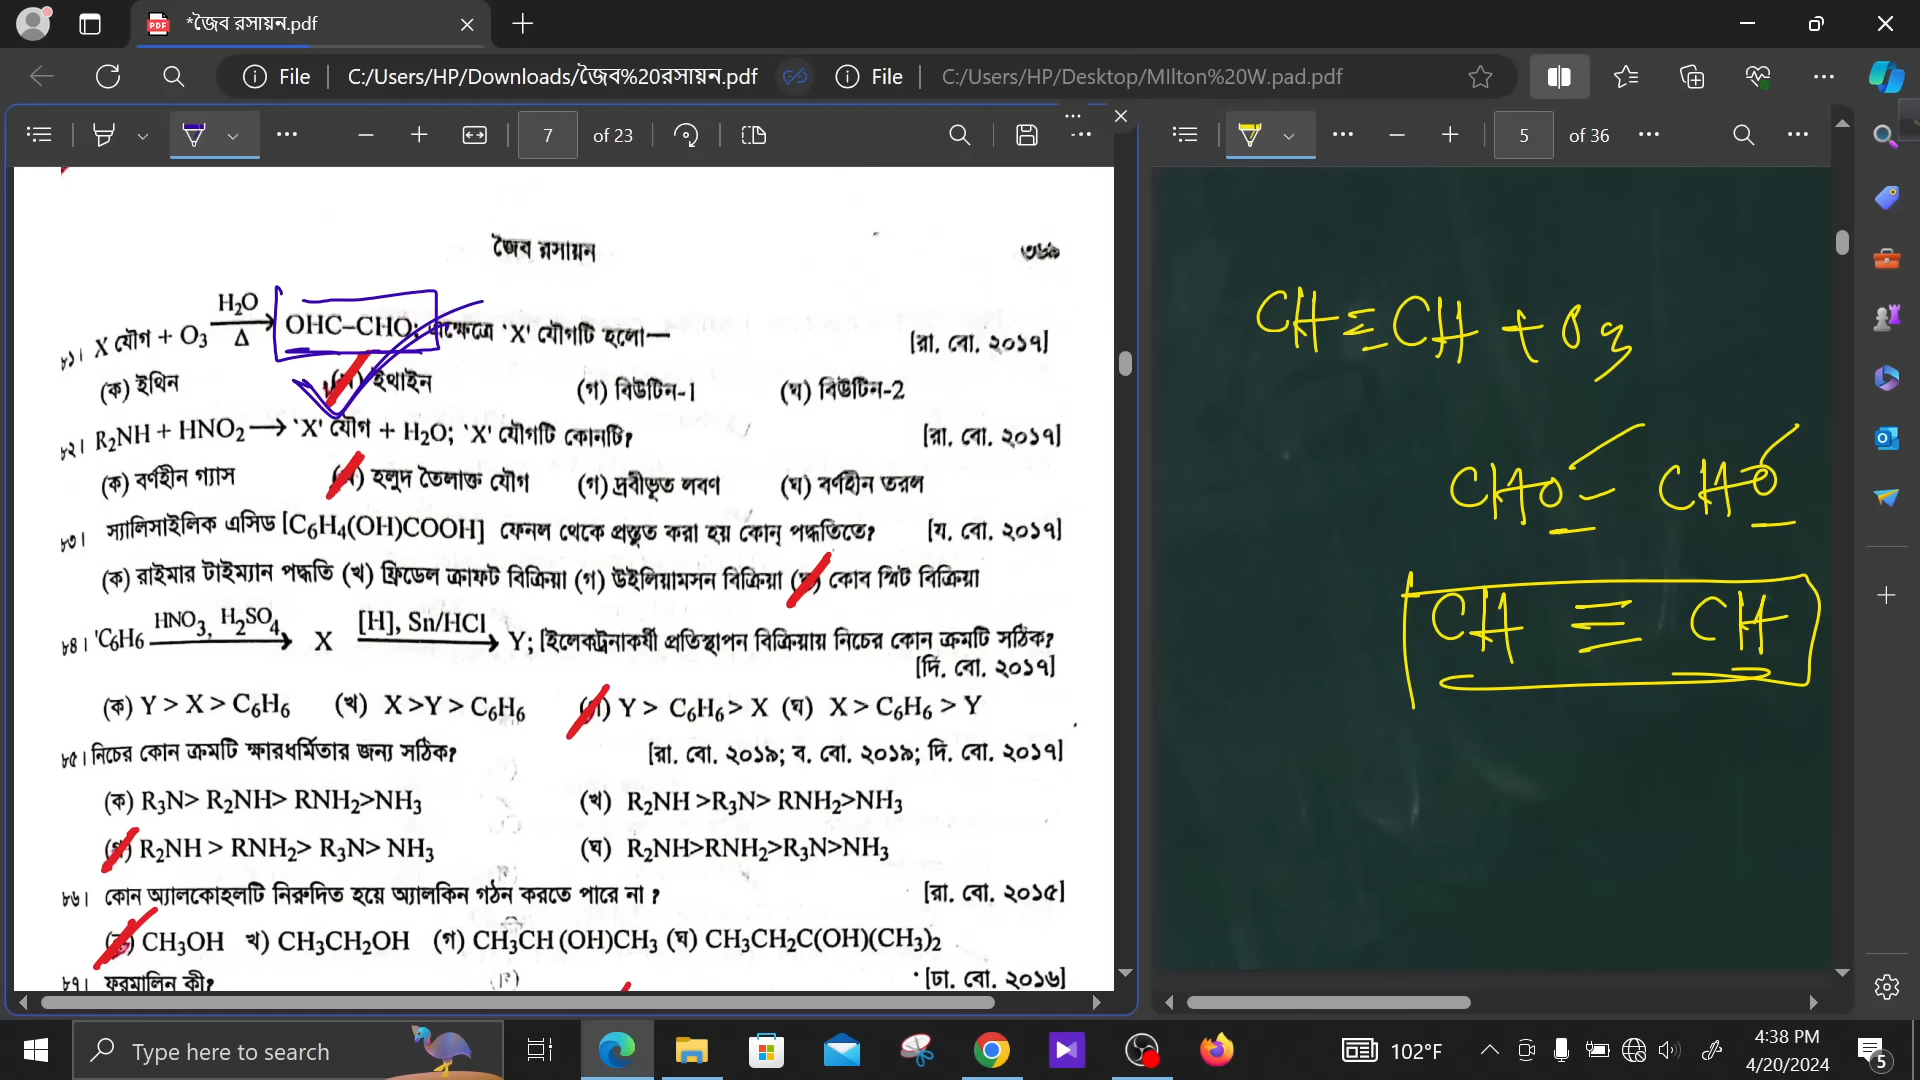 *জৈব রসায়ন.pdf
File | C:/Users/HP/Downloads/জৈব%20রসায়ন.pdf
File | C:/Users/HP/Desktop/MIlton%20W.pad.pdf
7 of 23
5 of 36
জৈব রসায়ন ৩৬৯
৮১। X যৌগ + O3 H2O Δ → OHC–CHO; এক্ষেত্রে 'X' যৌগটি হলো— [রা. বো. ২০১৭]
(ক) ইথিন (খ) ইথাইন (গ) বিউটিন-1 (ঘ) বিউটিন-2
৮২। R2NH + HNO2 → 'X' যৌগ + H2O; 'X' যৌগটি কোনটি? [রা. বো. ২০১৭]
(ক) বর্ণহীন গ্যাস হলুদ তৈলাক্ত যৌগ (গ) দ্রবীভূত লবণ (ঘ) বর্ণহীন তরল
৮৩। স্যালিসাইলিক এসিড [C6H4(OH)COOH] ফেনল থেকে প্রস্তুত করা হয় কোন্ পদ্ধতিতে? [য. বো. ২০১৭]
(ক) রাইমার টাইম্যান পদ্ধতি (খ) ফ্রিডেল ক্রাফট বিক্রিয়া (গ) উইলিয়ামসন বিক্রিয়া কোব স্মিট বিক্রিয়া
৮৪। 'C6H6 HNO3, H2SO4 → X [H], Sn/HCl → Y; [ইলেকট্রনাকর্ষী প্রতিস্থাপন বিক্রিয়ায় নিচের কোন ক্রমটি সঠিক?
[দি. বো. ২০১৭]
(ক) Y > X > C6H6 (খ) X >Y > C6H6 (গ) Y > C6H6 > X (ঘ) X > C6H6 > Y
৮৫। নিচের কোন ক্রমটি ক্ষারধর্মিতার জন্য সঠিক? [রা. বো. ২০১৯; ব. বো. ২০১৯; দি. বো. ২০১৭]
(ক) R3N> R2NH> RNH2>NH3 (খ) R2NH >R3N> RNH2>NH3
(গ) R2NH > RNH2> R3N> NH3 (ঘ) R2NH>RNH2>R3N>NH3
৮৬। কোন অ্যালকোহলটি নিরুদিত হয়ে অ্যালকিন গঠন করতে পারে না ? [রা. বো. ২০১৫]
(ক) CH3OH খ) CH3CH2OH (গ) CH3CH (OH)CH3 (ঘ) CH3CH2C(OH)(CH3)2
৮৭। ফরমালিন কী? [ঢা. বো. ২০১৬]
CH≡CH + O3
CHO – CHO
CH ≡ CH
Type here to search
102°F
4:38 PM
4/20/2024
5